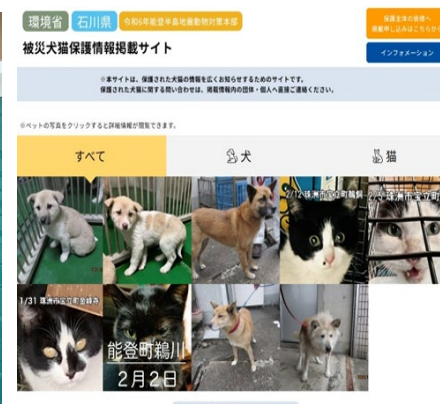 環境省 石川県 令和6年能登半島地震動物対策本部
被災犬猫保護情報掲載サイト
保護主体の皆様へ
掲載申し込みはこちらから
インフォメーション
※本サイトは、保護された犬猫の情報を広くお知らせするためのサイトです。
保護された犬猫に関する問い合わせは、掲載情報内の団体・個人へ直接ご連絡ください。
※ペットの写真をクリックすると詳細情報が閲覧できます。
すべて 犬 猫
2/12 珠洲市宝立町鵜飼
2/5 珠洲市宝立町
1/31 珠洲市宝立町金峰寺
能登町鵜川
2月2日